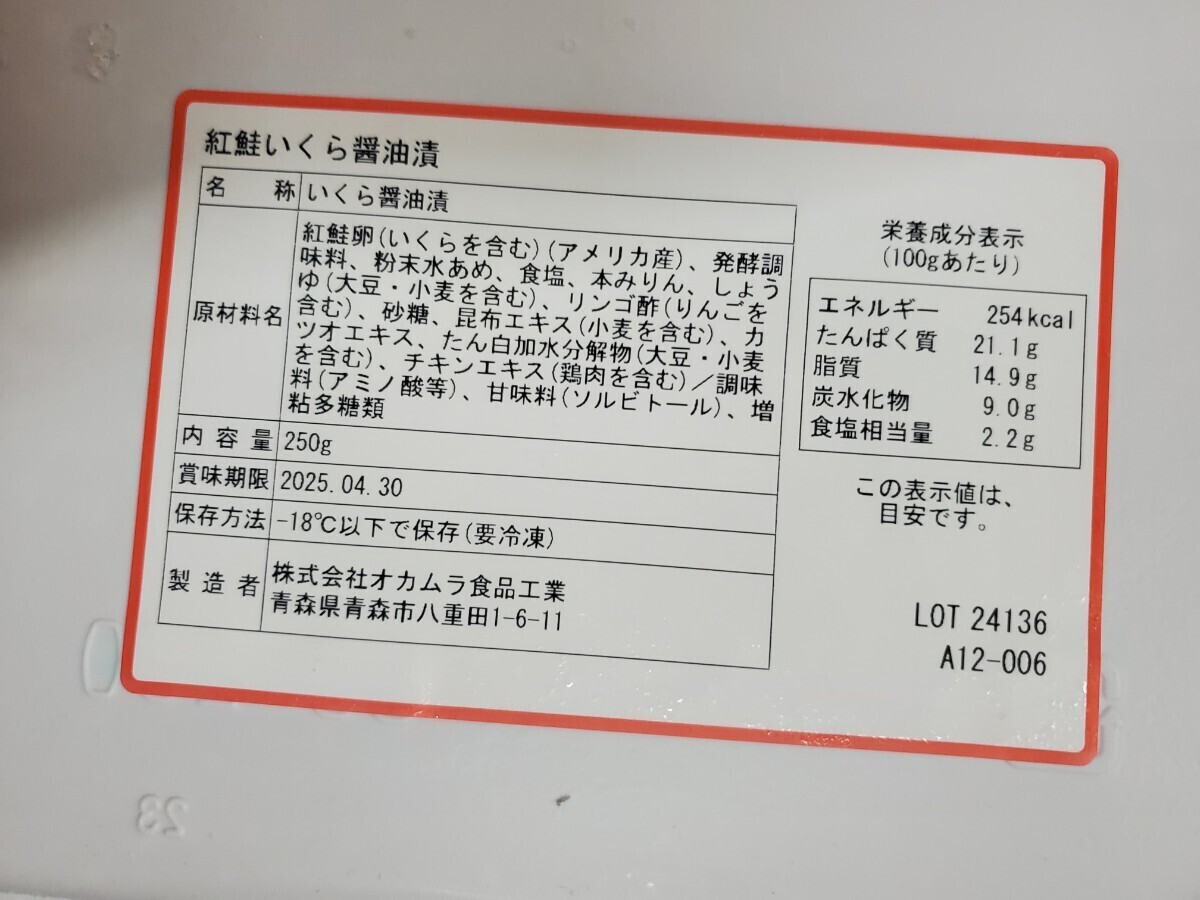 紅鮭いくら醤油漬
名 称 いくら醤油漬
原材料名
紅鮭卵(いくらを含む)(アメリカ産)、発酵調
味料、粉末水あめ、食塩、本みりん、しょう
ゆ(大豆・小麦を含む)、リンゴ酢(りんごを
含む)、砂糖、昆布エキス(小麦を含む)、カ
ツオエキス、たん白加水分解物(大豆・小麦
を含む)、チキンエキス(鶏肉を含む)／調味
料(アミノ酸等)、甘味料(ソルビトール)、増
粘多糖類
内容量 250g
賞味期限 2025.04.30
保存方法 -18℃以下で保存(要冷凍)
製造者
株式会社オカムラ食品工業
青森県青森市八重田1-6-11
栄養成分表示
(100gあたり)
エネルギー 254kcal
たんぱく質 21.1g
脂質 14.9g
炭水化物 9.0g
食塩相当量 2.2g
この表示値は、
目安です。
LOT 24136
A12-006
23